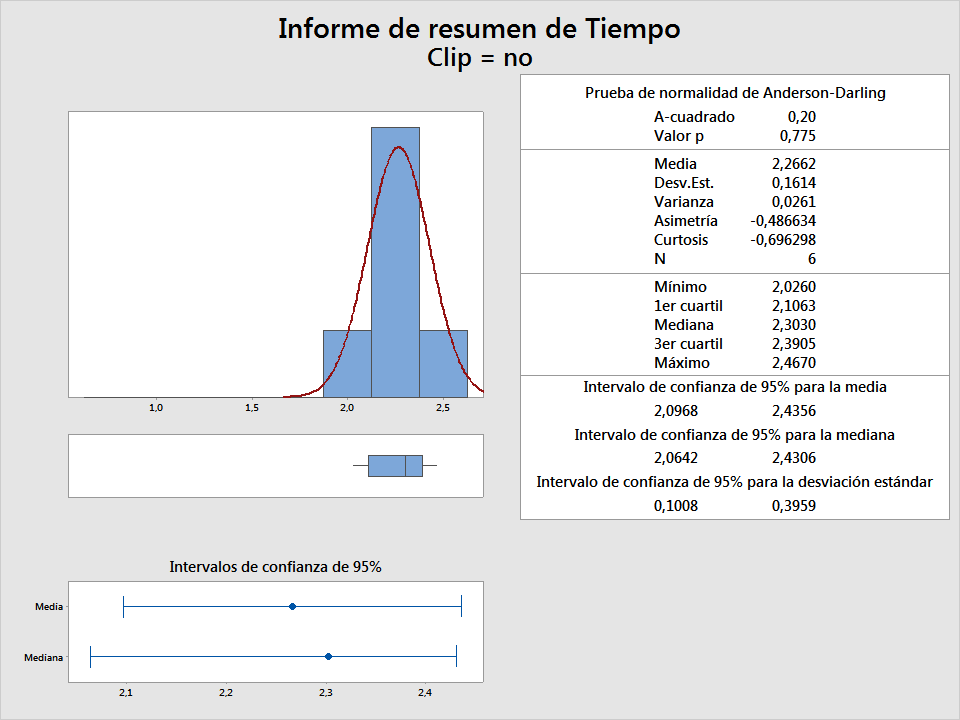 Informe de resumen de Tiempo
Clip = no
1,0 1,5 2,0 2,5
Intervalos de confianza de 95%
Media
Mediana
2,1 2,2 2,3 2,4
Prueba de normalidad de Anderson-Darling
A-cuadrado 0,20
Valor p 0,775
Media 2,2662
Desv.Est. 0,1614
Varianza 0,0261
Asimetría -0,486634
Curtosis -0,696298
N 6
Mínimo 2,0260
1er cuartil 2,1063
Mediana 2,3030
3er cuartil 2,3905
Máximo 2,4670
Intervalo de confianza de 95% para la media
2,0968 2,4356
Intervalo de confianza de 95% para la mediana
2,0642 2,4306
Intervalo de confianza de 95% para la desviación estándar
0,1008 0,3959